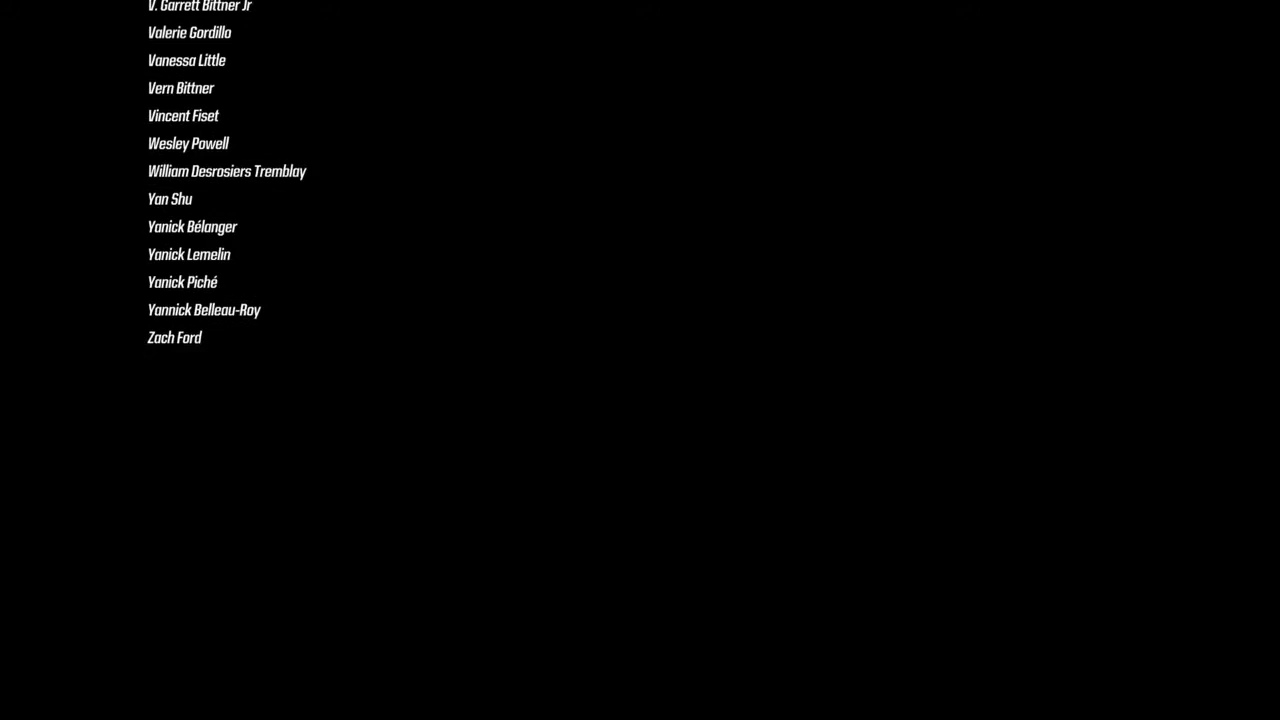 V. Garrett Bittner Jr
Valerie Gordillo
Vanessa Little
Vern Bittner
Vincent Fiset
Wesley Powell
William Desrosiers Tremblay
Yan Shu
Yanick Bélanger
Yanick Lemelin
Yanick Piché
Yannick Belleau-Roy
Zach Ford